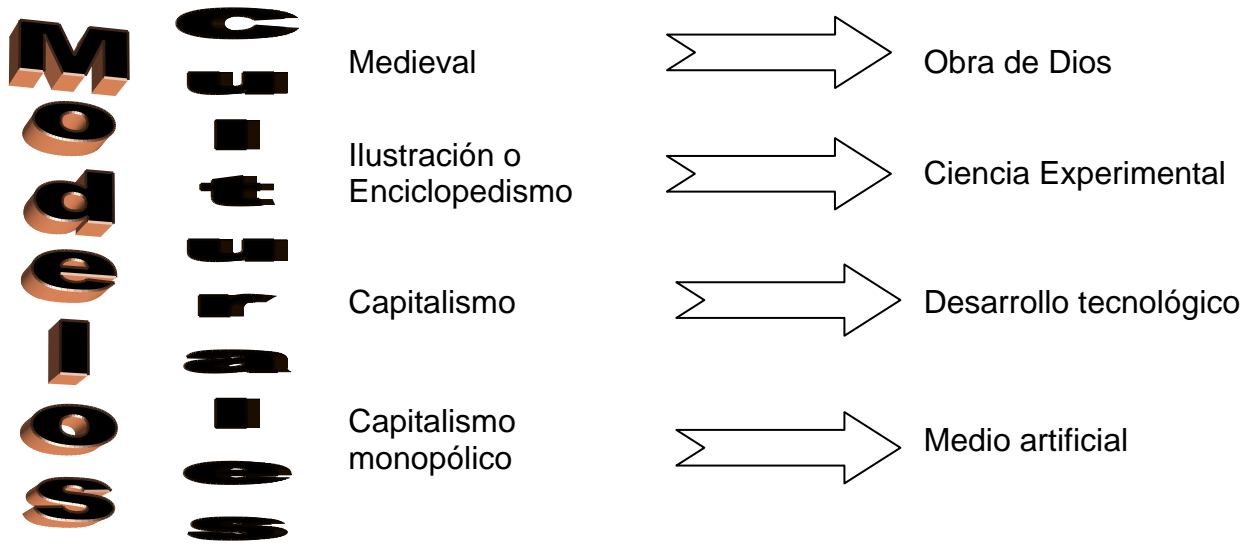 Modelos
Culturales
Medieval
Obra de Dios
Ilustración o
Enciclopedismo
Ciencia Experimental
Capitalismo
Desarrollo tecnológico
Capitalismo
monopólico
Medio artificial